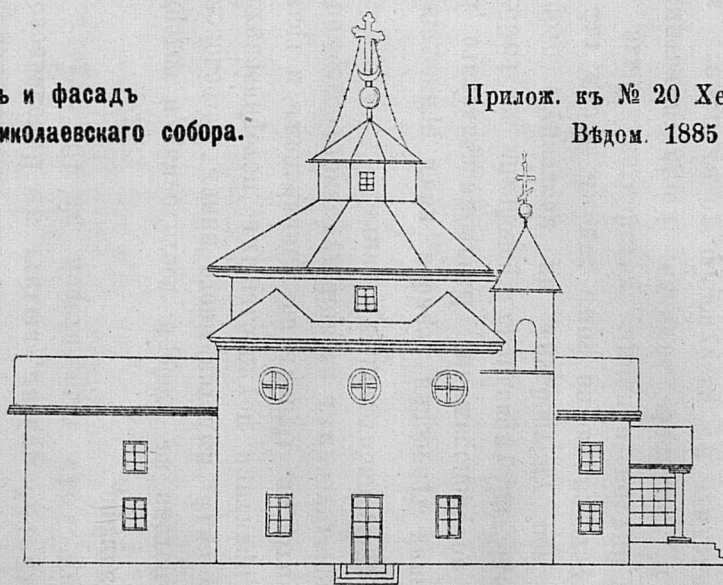 ь и фасадъ
иколаевскаго собора.
Прилож. къ № 20 Хе
Вѣдом. 1885